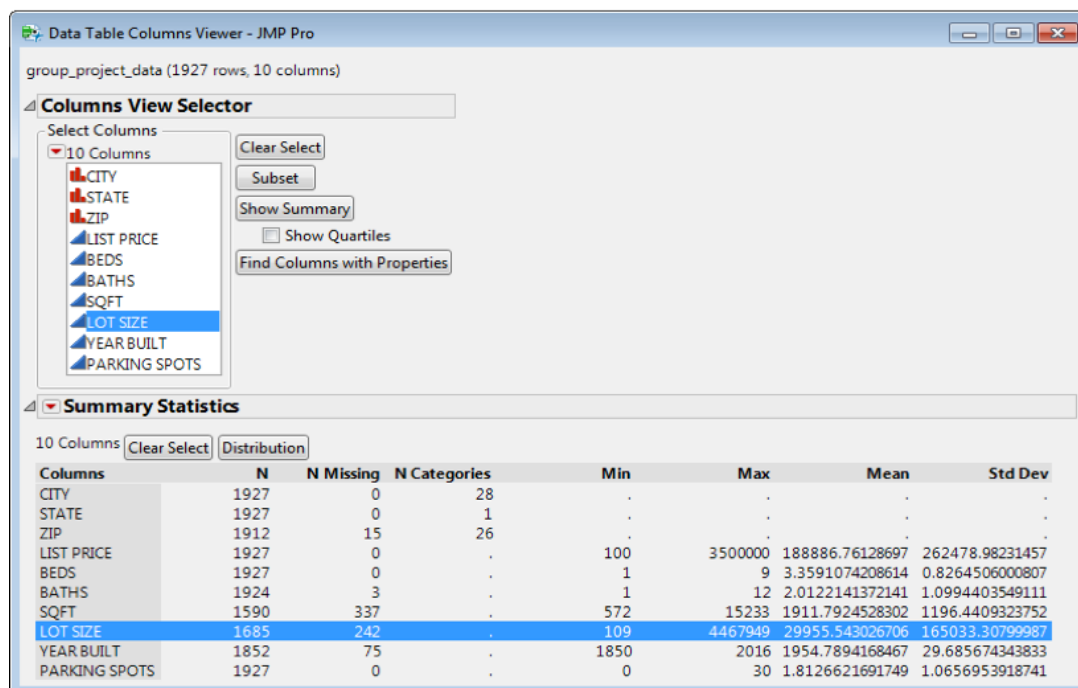 Data Table Columns Viewer - JMP Pro
group_project_data (1927 rows, 10 columns)
Columns View Selector
Select Columns
10 Columns
Clear Select
CITY
Subset
STATE
ZIP
Show Summary
LIST PRICE
Show Quartiles
BEDS
Find Columns with Properties
BATHS
SQFT
LOT SIZE
YEAR BUILT
PARKING SPOTS
Summary Statistics
10 Columns Clear Select Distribution
Columns N N Missing N Categories Min Max Mean Std Dev
CITY 1927 0 28 . . . .
STATE 1927 0 1 . . . .
ZIP 1912 15 26 . . . .
LIST PRICE 1927 0 . 100 3500000 188886.76128697 262478.98231457
BEDS 1927 0 . 1 9 3.3591074208614 0.8264506000807
BATHS 1924 3 . 1 12 2.0122141372141 1.0994403549111
SQFT 1590 337 . 572 15233 1911.7924528302 1196.4409323752
LOT SIZE 1685 242 . 109 4467949 29955.543026706 165033.30799987
YEAR BUILT 1852 75 . 1850 2016 1954.7894168467 29.685674343833
PARKING SPOTS 1927 0 . 0 30 1.8126621691749 1.0656953918741